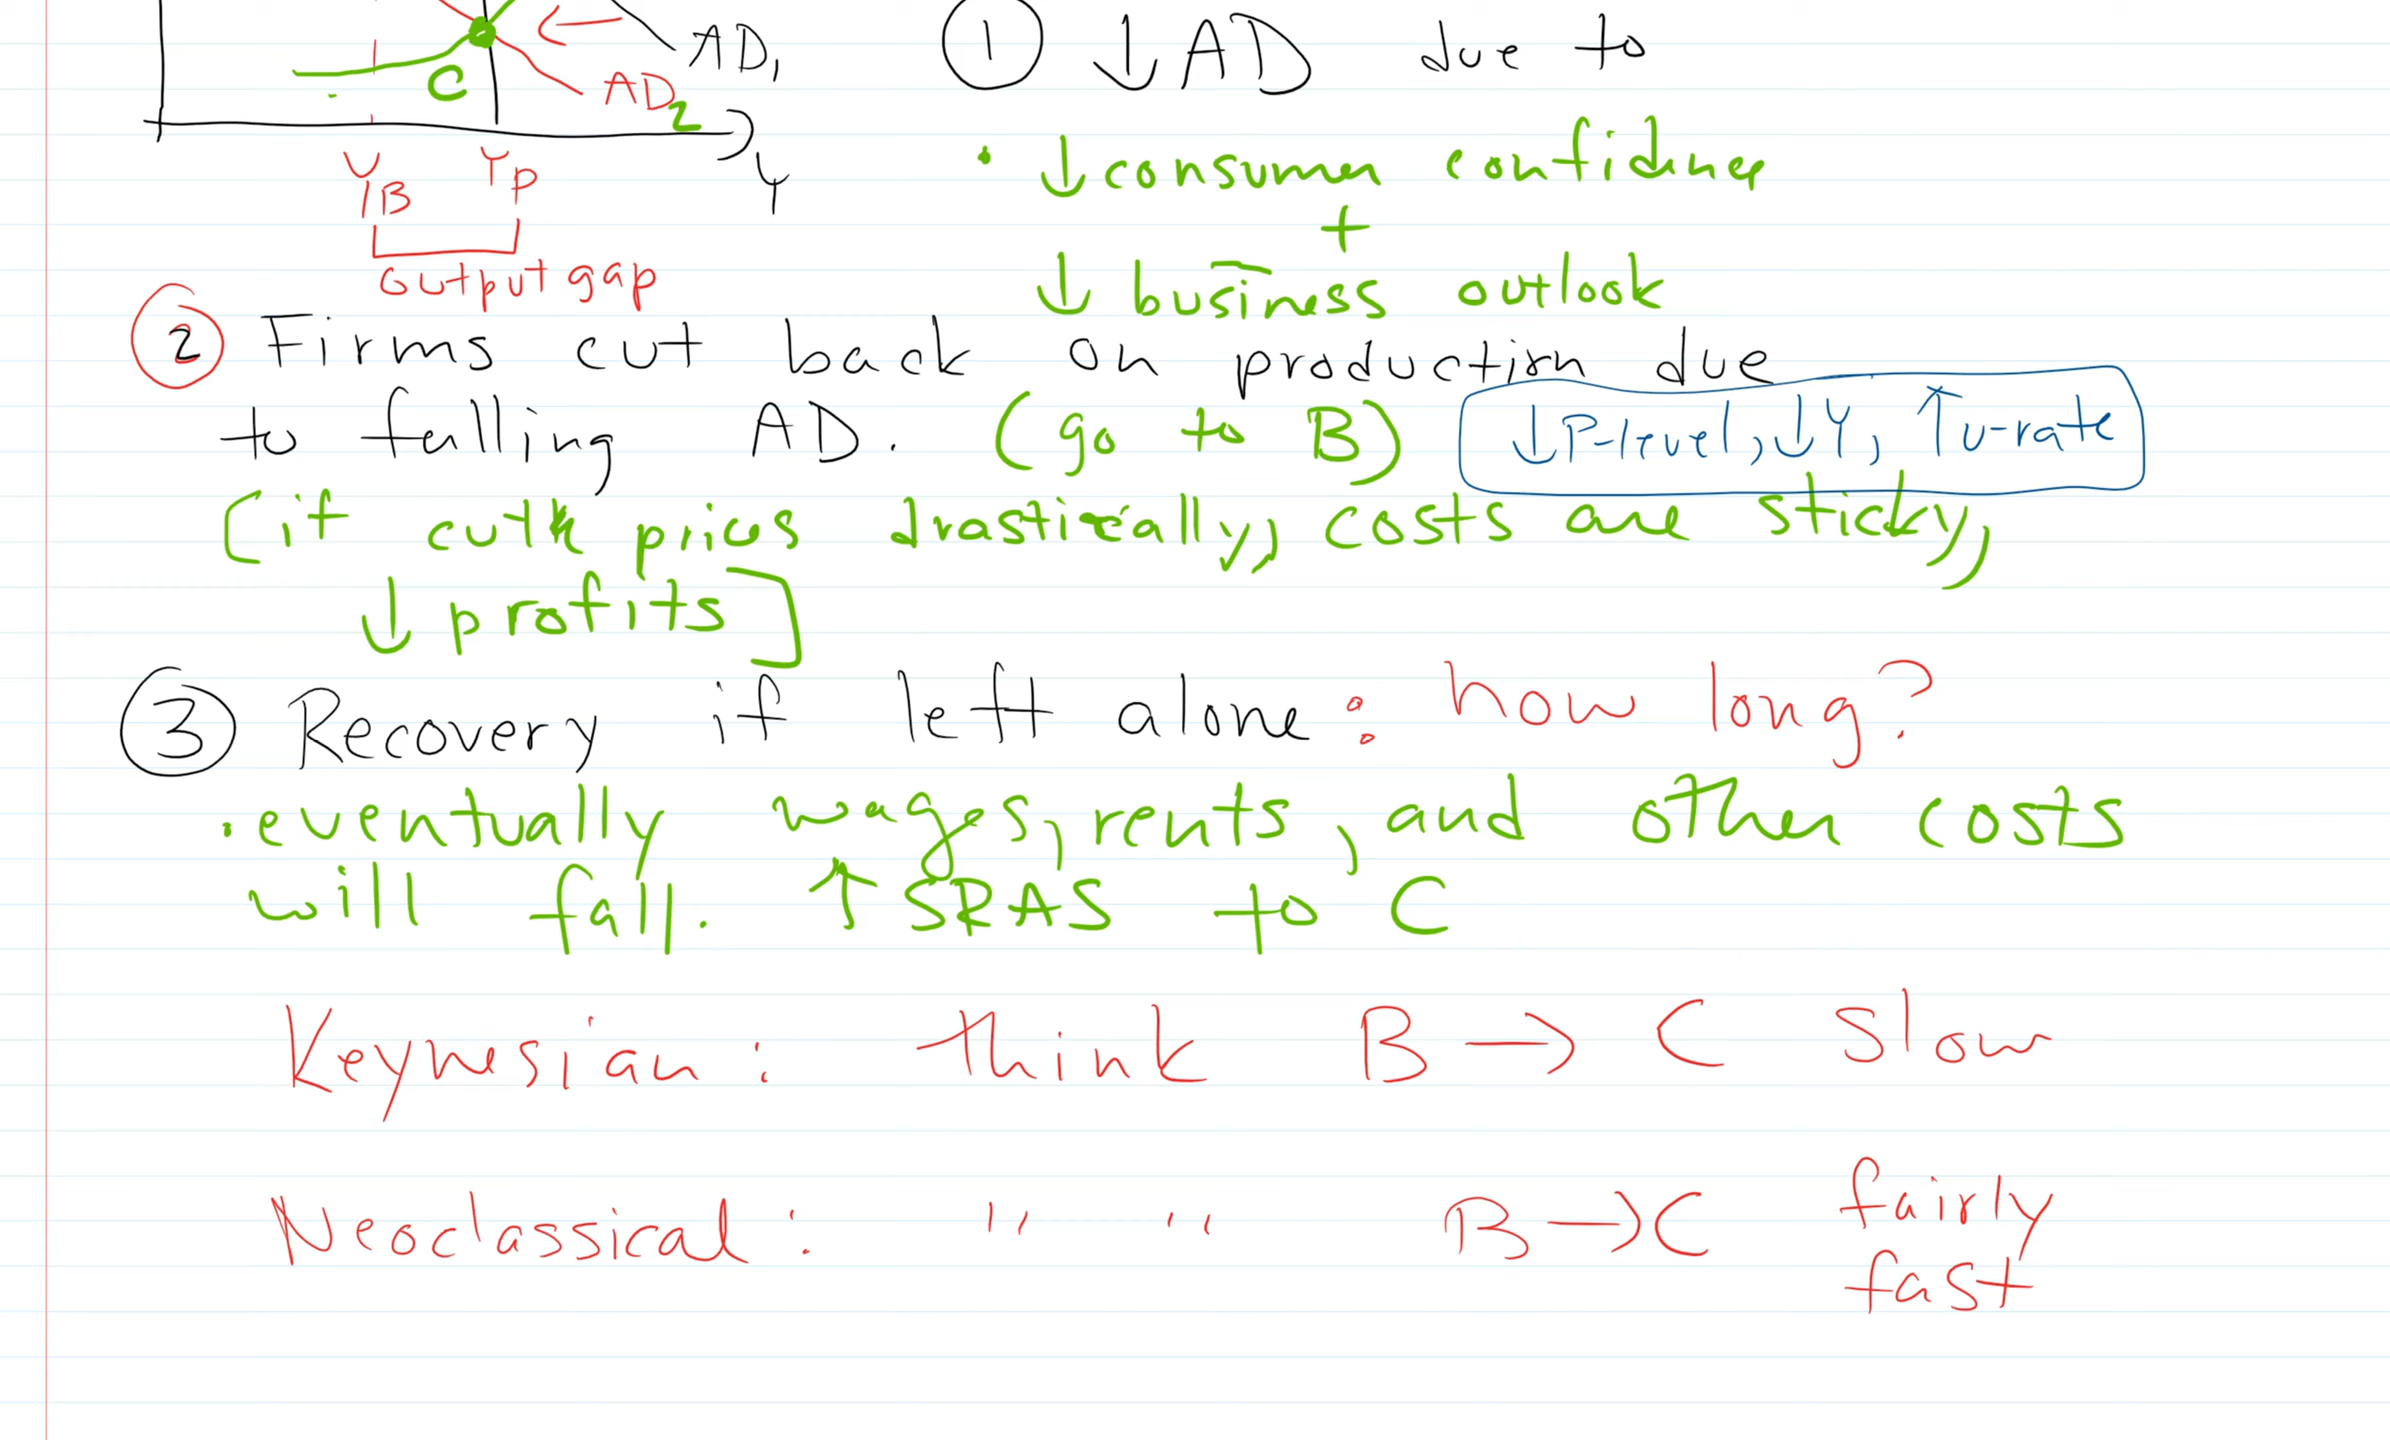 C
AD₁
AD₂
Y_B Y_P Y
output gap
① ↓ AD due to
• ↓ consumer confidence
+
↓ business outlook
② Firms cut back on production due
to falling AD. (go to B) ↓P-level, ↓Y, ↑u-rate
[if cut prices drastically, costs are sticky,
↓ profits]
③ Recovery if left alone: how long?
• eventually wages, rents, and other costs
will fall. ↑ SRAS to C
Keynesian: think B → C slow
Neoclassical: " " B → C fairly
fast